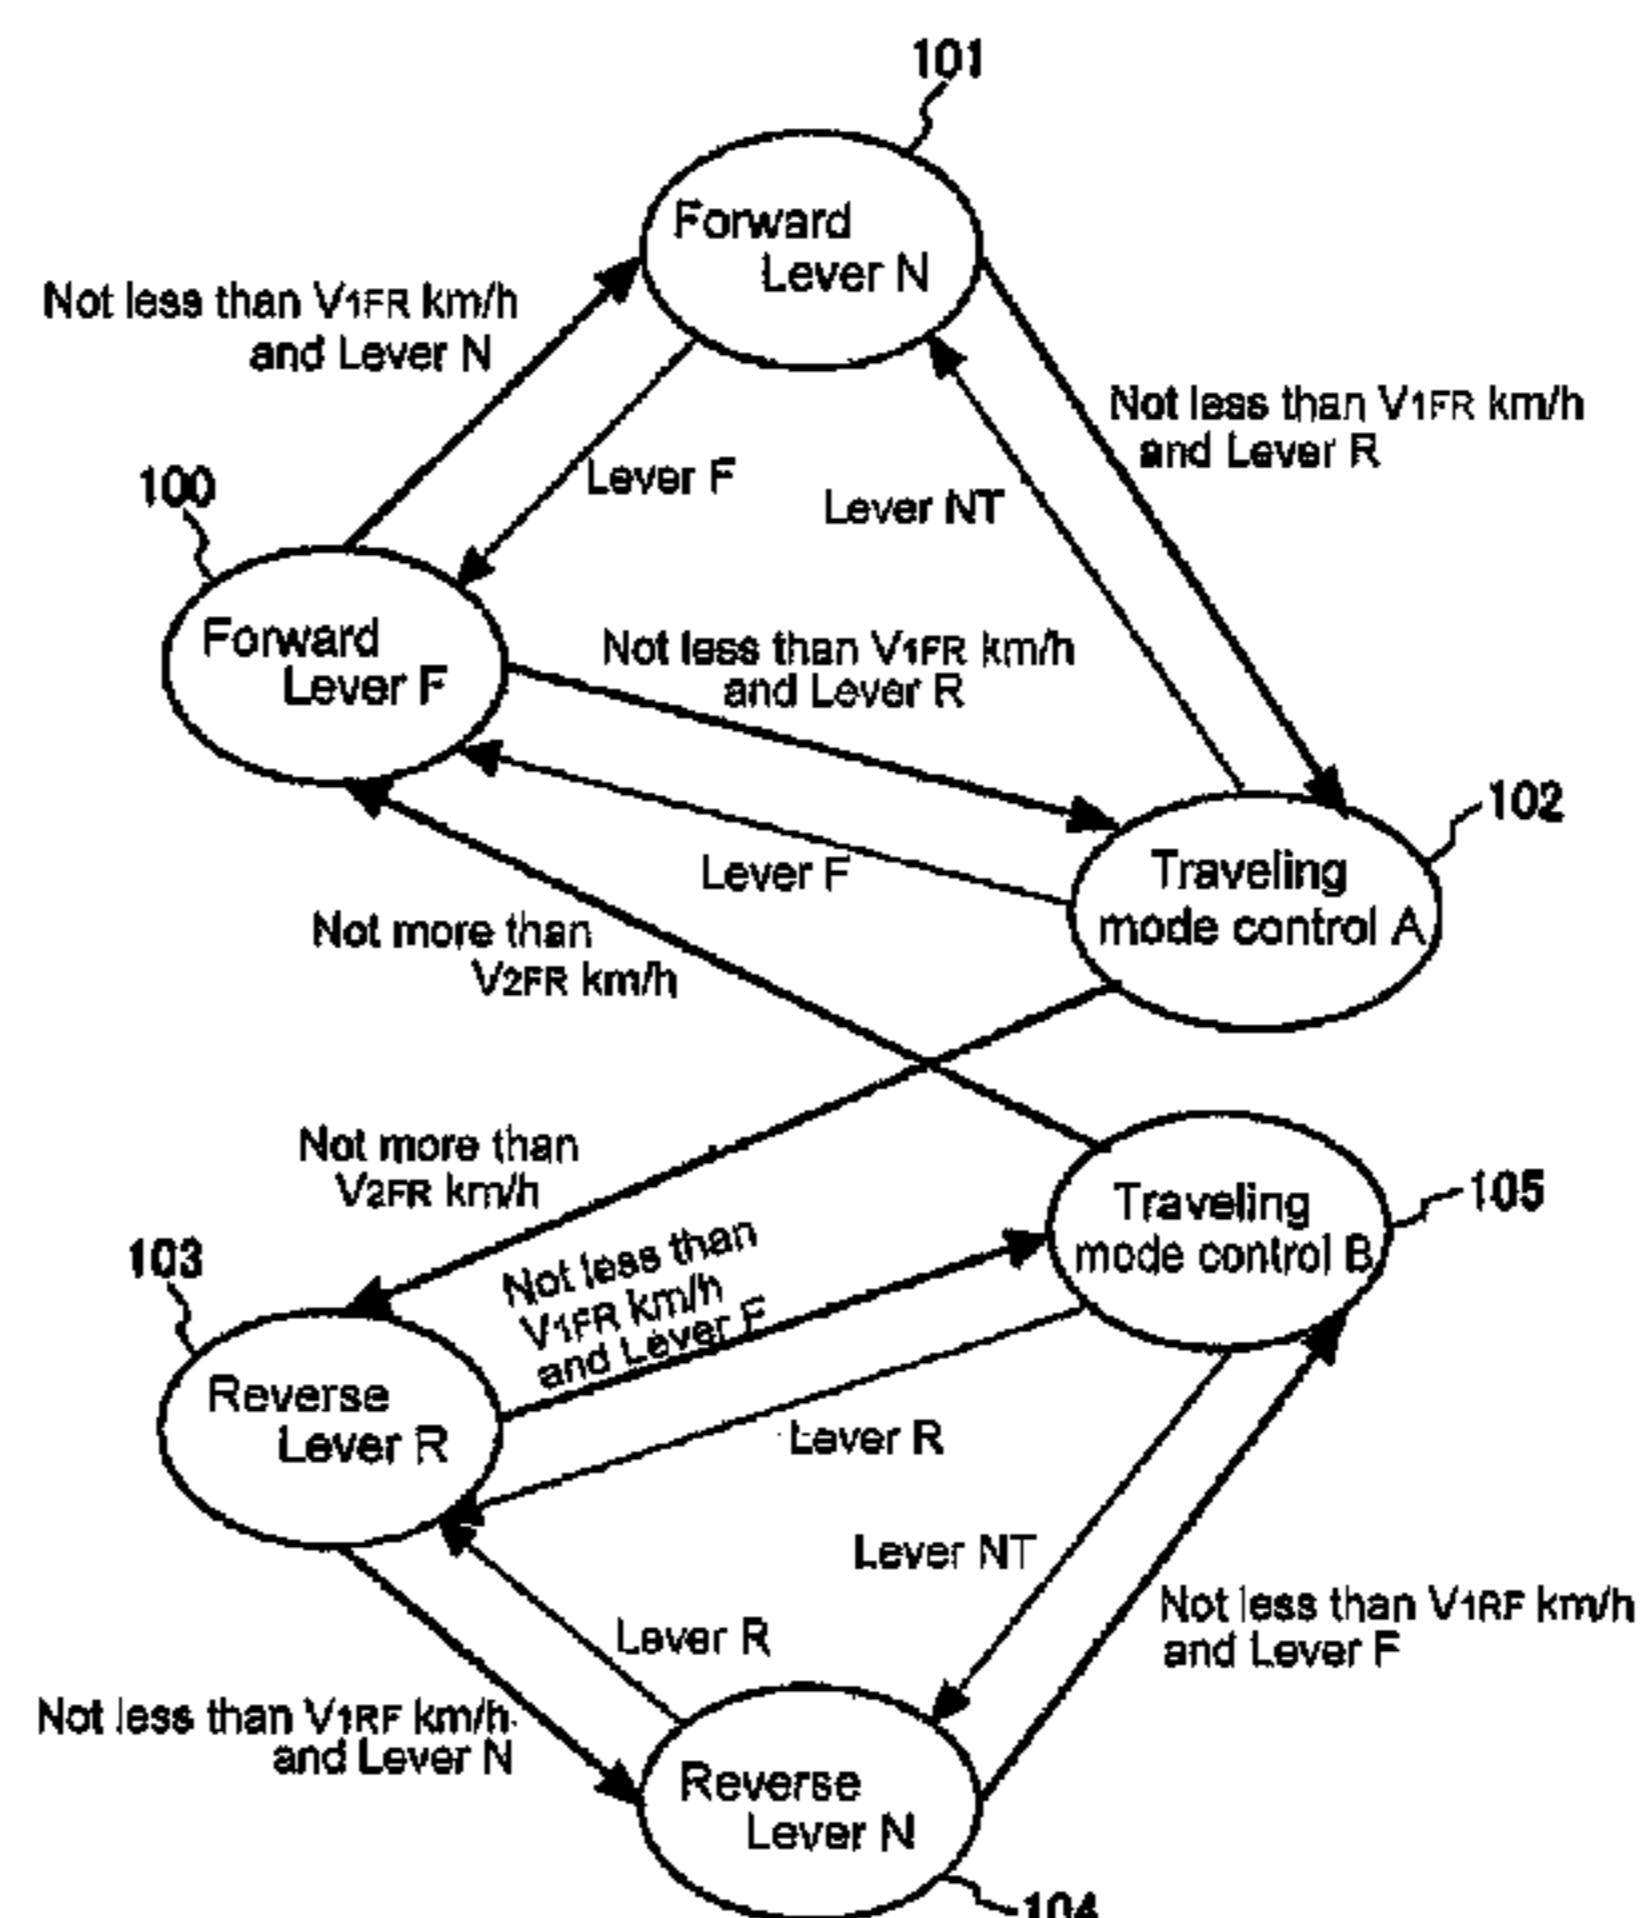 101
Forward
Lever N
Not less than V1FR km/h
and Lever N
Not less than V1FR km/h
and Lever R
Lever F
Lever NT
100
Forward
Lever F
Not less than V1FR km/h
and Lever R
102
Traveling
mode control A
Lever F
Not more than
V2FR km/h
Not more than
V2FR km/h
105
Traveling
mode control B
103
Not less than
V1FR km/h
and Lever F
Reverse
Lever R
Lever R
Lever NT
Not less than V1RF km/h
and Lever F
Lever R
Not less than V1RF km/h
and Lever N
Reverse
Lever N
104